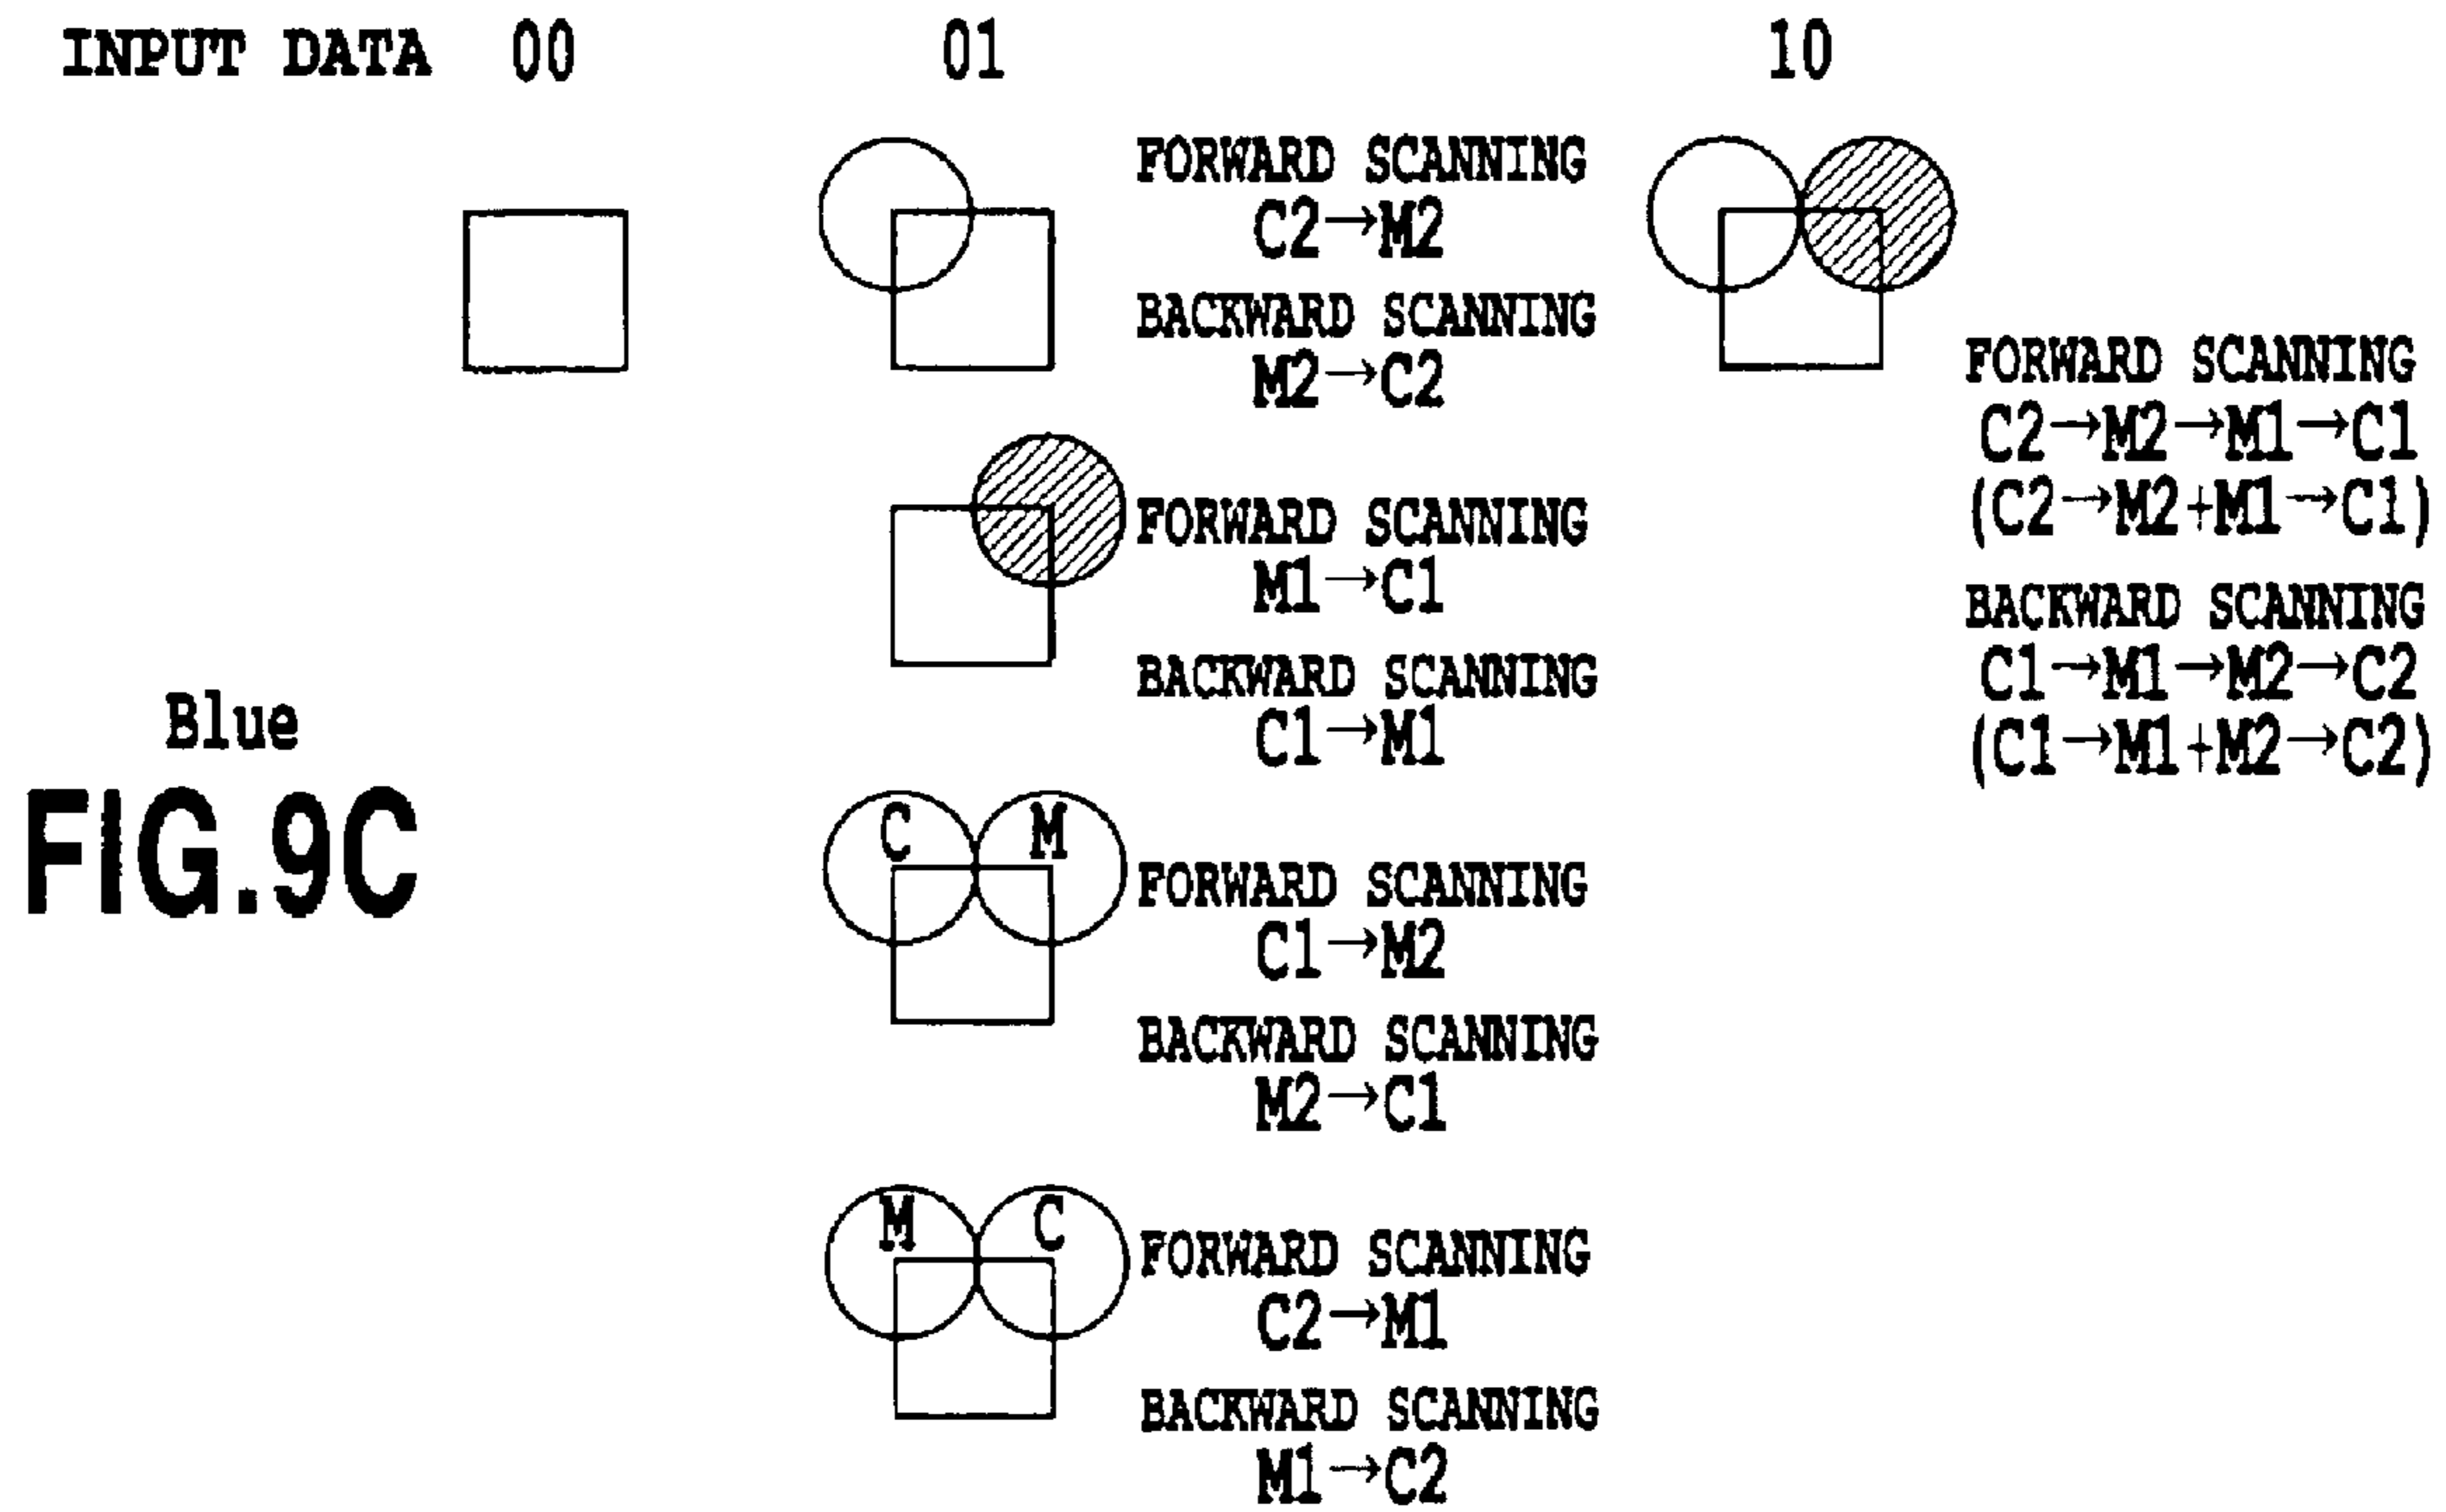 INPUT DATA 00 01 10
FORWARD SCANNING
C2→M2
BACKWARD SCANNING
M2→C2
FORWARD SCANNING
M1→C1
BACKWARD SCANNING
C1→M1
C M
FORWARD SCANNING
C1→M2
BACKWARD SCANNING
M2→C1
M C
FORWARD SCANNING
C2→M1
BACKWARD SCANNING
M1→C2
FORWARD SCANNING
C2→M2→M1→C1
(C2→M2+M1→C1)
BACKWARD SCANNING
C1→M1→M2→C2
(C1→M1+M2→C2)
Blue
FIG.9C